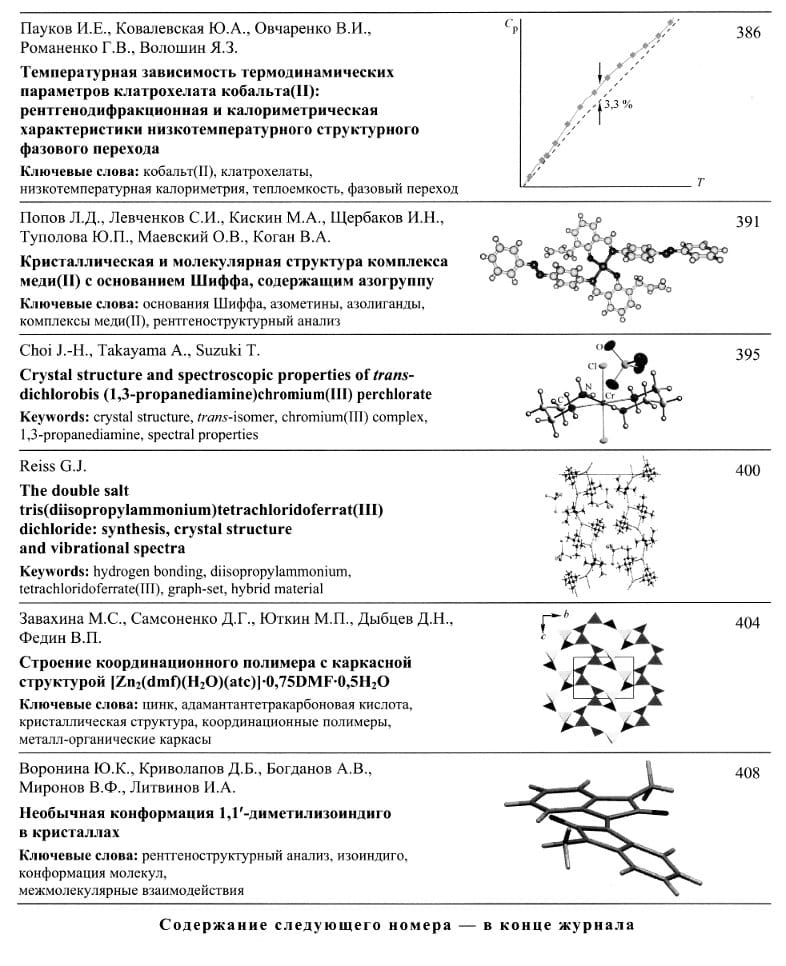 Пауков И.Е., Ковалевская Ю.А., Овчаренко В.И.,
Романенко Г.В., Волошин Я.З.
Температурная зависимость термодинамических
параметров клатрохелата кобальта(II):
рентгенодифракционная и калориметрическая
характеристики низкотемпературного структурного
фазового перехода
Ключевые слова: кобальт(II), клатрохелаты,
низкотемпературная калориметрия, теплоемкость, фазовый переход
Cp
3,3 %
T
386
Попов Л.Д., Левченков С.И., Кискин М.А., Щербаков И.Н.,
Туполова Ю.П., Маевский О.В., Коган В.А.
Кристаллическая и молекулярная структура комплекса
меди(II) с основанием Шиффа, содержащим азогруппу
Ключевые слова: основания Шиффа, азометины, азолиганды,
комплексы меди(II), рентгеноструктурный анализ
391
Choi J.-H., Takayama A., Suzuki T.
Crystal structure and spectroscopic properties of trans-
dichlorobis (1,3-propanediamine)chromium(III) perchlorate
Keywords: crystal structure, trans-isomer, chromium(III) complex,
1,3-propanediamine, spectral properties
O
Cl
N
C
Cr
395
Reiss G.J.
The double salt
tris(diisopropylammonium)tetrachloridoferrat(III)
dichloride: synthesis, crystal structure
and vibrational spectra
Keywords: hydrogen bonding, diisopropylammonium,
tetrachloridoferrate(III), graph-set, hybrid material
400
Завахина М.С., Самсоненко Д.Г., Юткин М.П., Дыбцев Д.Н.,
Федин В.П.
Строение координационного полимера с каркасной
структурой [Zn₂(dmf)(H₂O)(atc)]·0,75DMF·0,5H₂O
Ключевые слова: цинк, адамантантетракарбоновая кислота,
кристаллическая структура, координационные полимеры,
металл-органические каркасы
b
c
404
Воронина Ю.К., Криволапов Д.Б., Богданов А.В.,
Миронов В.Ф., Литвинов И.А.
Необычная конформация 1,1′-диметилизоиндиго
в кристаллах
Ключевые слова: рентгеноструктурный анализ, изоиндиго,
конформация молекул,
межмолекулярные взаимодействия
408
Содержание следующего номера — в конце журнала